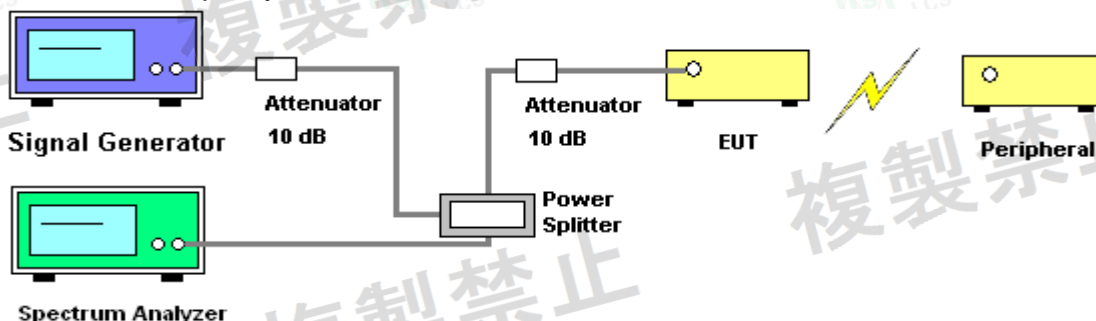 Signal Generator
Attenuator
10 dB
Attenuator
10 dB
EUT
Peripheral
Power
Splitter
Spectrum Analyzer
複製禁止
複製禁止
複製禁止